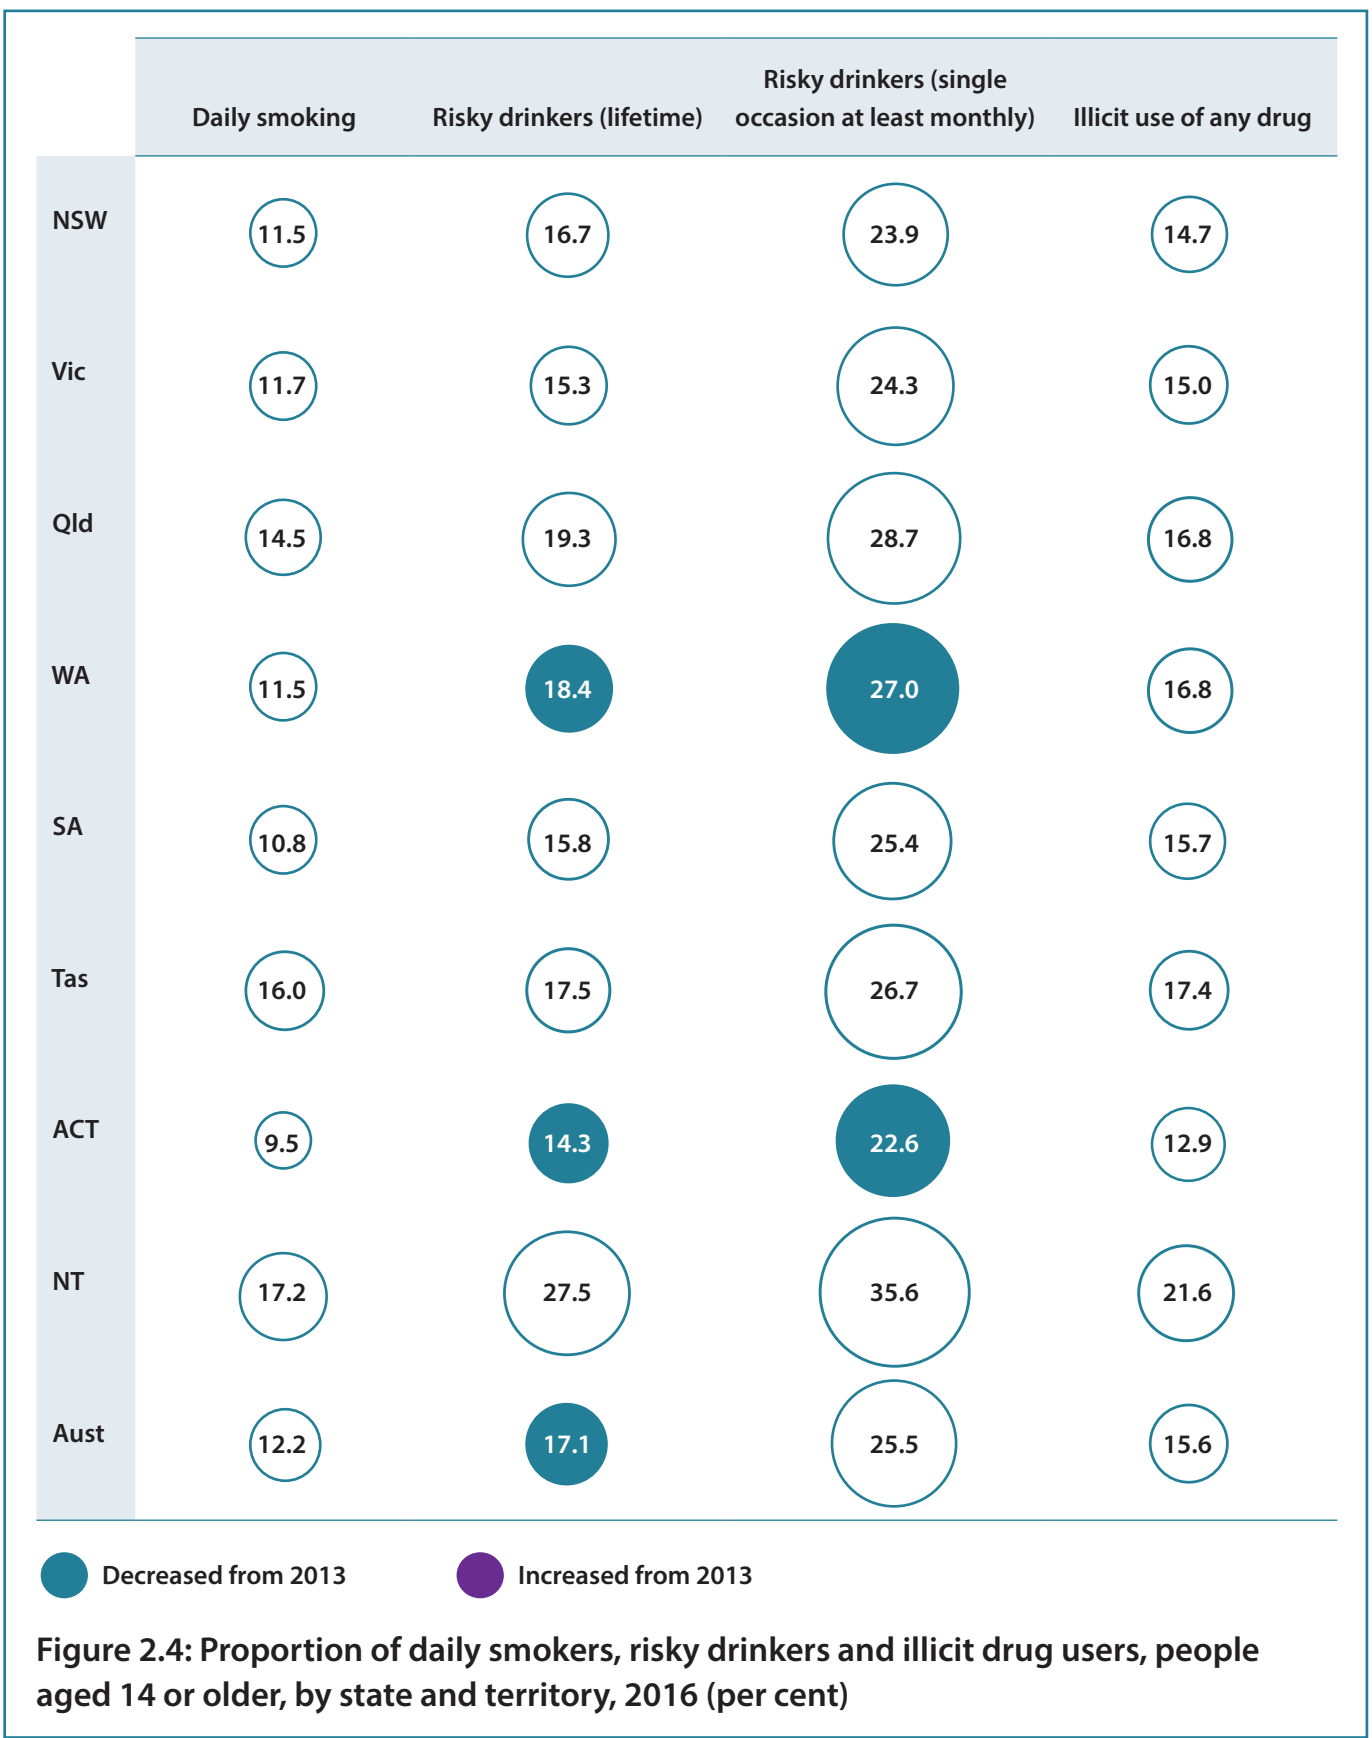 Daily smoking
Risky drinkers (lifetime)
Risky drinkers (single
occasion at least monthly)
Illicit use of any drug
NSW 11.5 16.7 23.9 14.7
Vic 11.7 15.3 24.3 15.0
Qld 14.5 19.3 28.7 16.8
WA 11.5 18.4 27.0 16.8
SA 10.8 15.8 25.4 15.7
Tas 16.0 17.5 26.7 17.4
ACT 9.5 14.3 22.6 12.9
NT 17.2 27.5 35.6 21.6
Aust 12.2 17.1 25.5 15.6
Decreased from 2013 Increased from 2013
Figure 2.4: Proportion of daily smokers, risky drinkers and illicit drug users, people
aged 14 or older, by state and territory, 2016 (per cent)